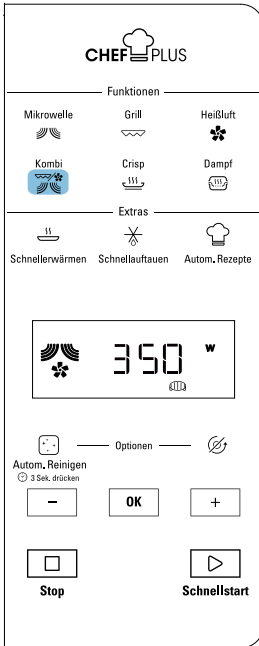 CHEF PLUS
Funktionen
Mikrowelle Grill Heißluft
Kombi Crisp Dampf
Extras
Schnellerwärmen Schnellauftauen Autom. Rezepte
350 W
Optionen
Autom. Reinigen
3 Sek. drücken
− OK +
Stop Schnellstart